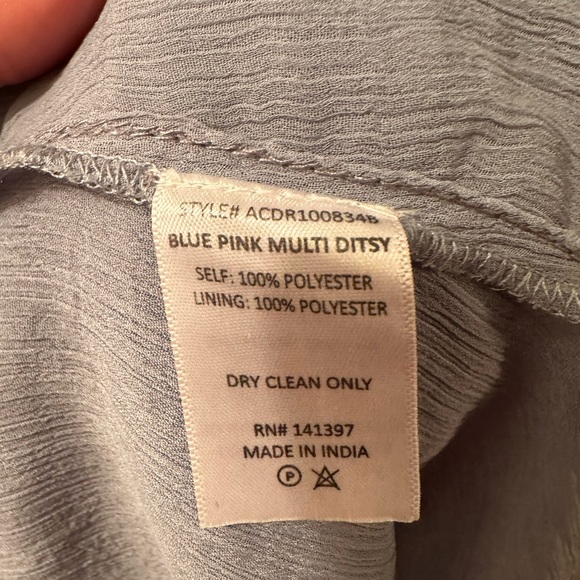 STYLE# ACDR100834B
BLUE PINK MULTI DITSY
SELF: 100% POLYESTER
LINING: 100% POLYESTER
DRY CLEAN ONLY
RN# 141397
MADE IN INDIA
P